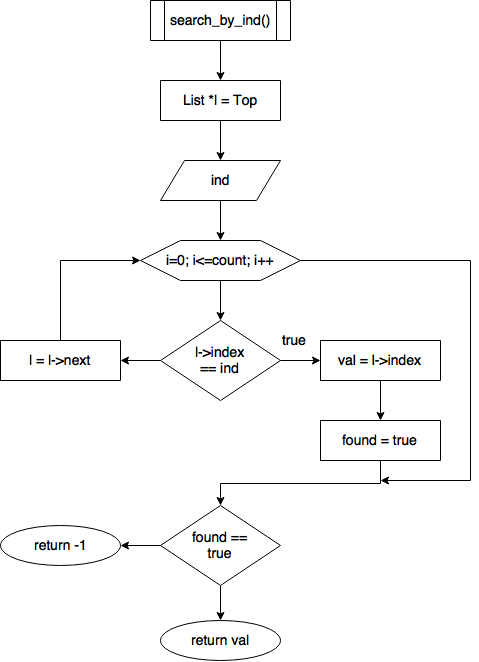 search_by_ind()
List *l = Top
ind
i=0; i<=count; i++
true
l->index
== ind
l = l->next
val = l->index
found = true
found ==
true
return -1
return val